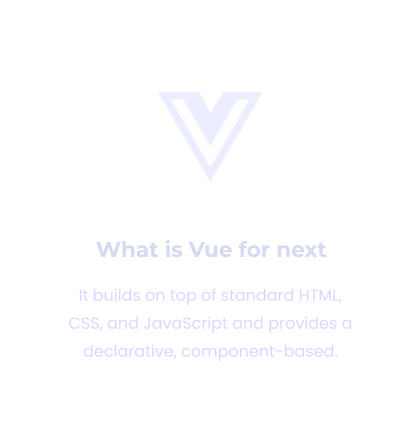 What is Vue for next
It builds on top of standard HTML,
CSS, and JavaScript and provides a
declarative, component-based.